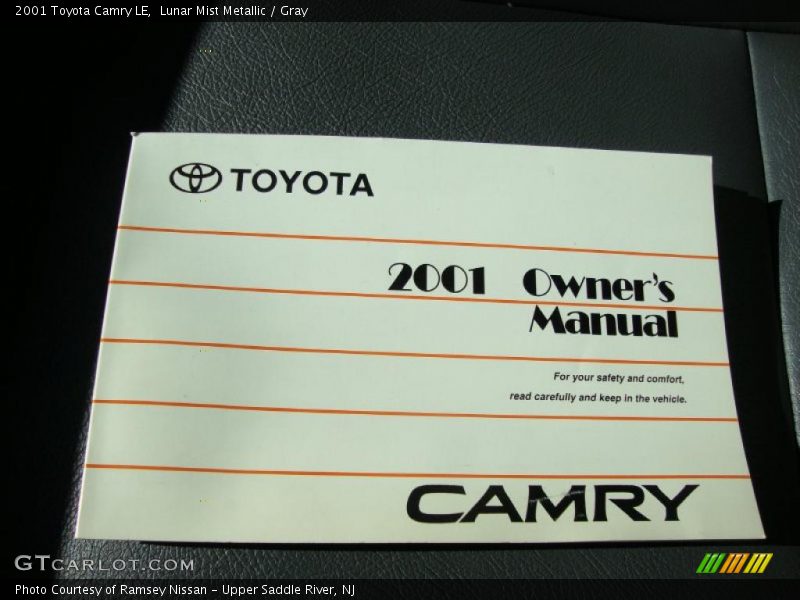 2001 Toyota Camry LE,  Lunar Mist Metallic / Gray
TOYOTA
2001 Owner's
Manual
For your safety and comfort,
read carefully and keep in the vehicle.
CAMRY
GTCARLOT.COM
Photo Courtesy of Ramsey Nissan - Upper Saddle River, NJ